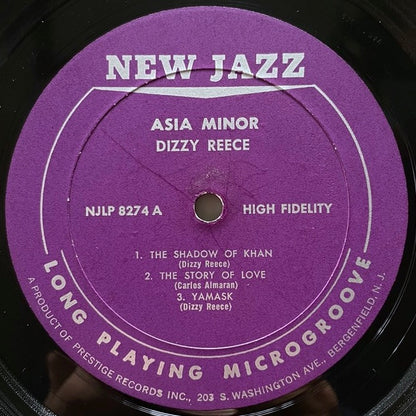 NEW JAZZ
ASIA MINOR
DIZZY REECE
NJLP 8274 A HIGH FIDELITY
1. THE SHADOW OF KHAN
(Dizzy Reece)
2. THE STORY OF LOVE
(Carlos Almaran)
3. YAMASK
(Dizzy Reece)
LONG PLAYING MICROGROOVE
A PRODUCT OF PRESTIGE RECORDS INC., 203 S. WASHINGTON AVE., BERGENFIELD, N. J.